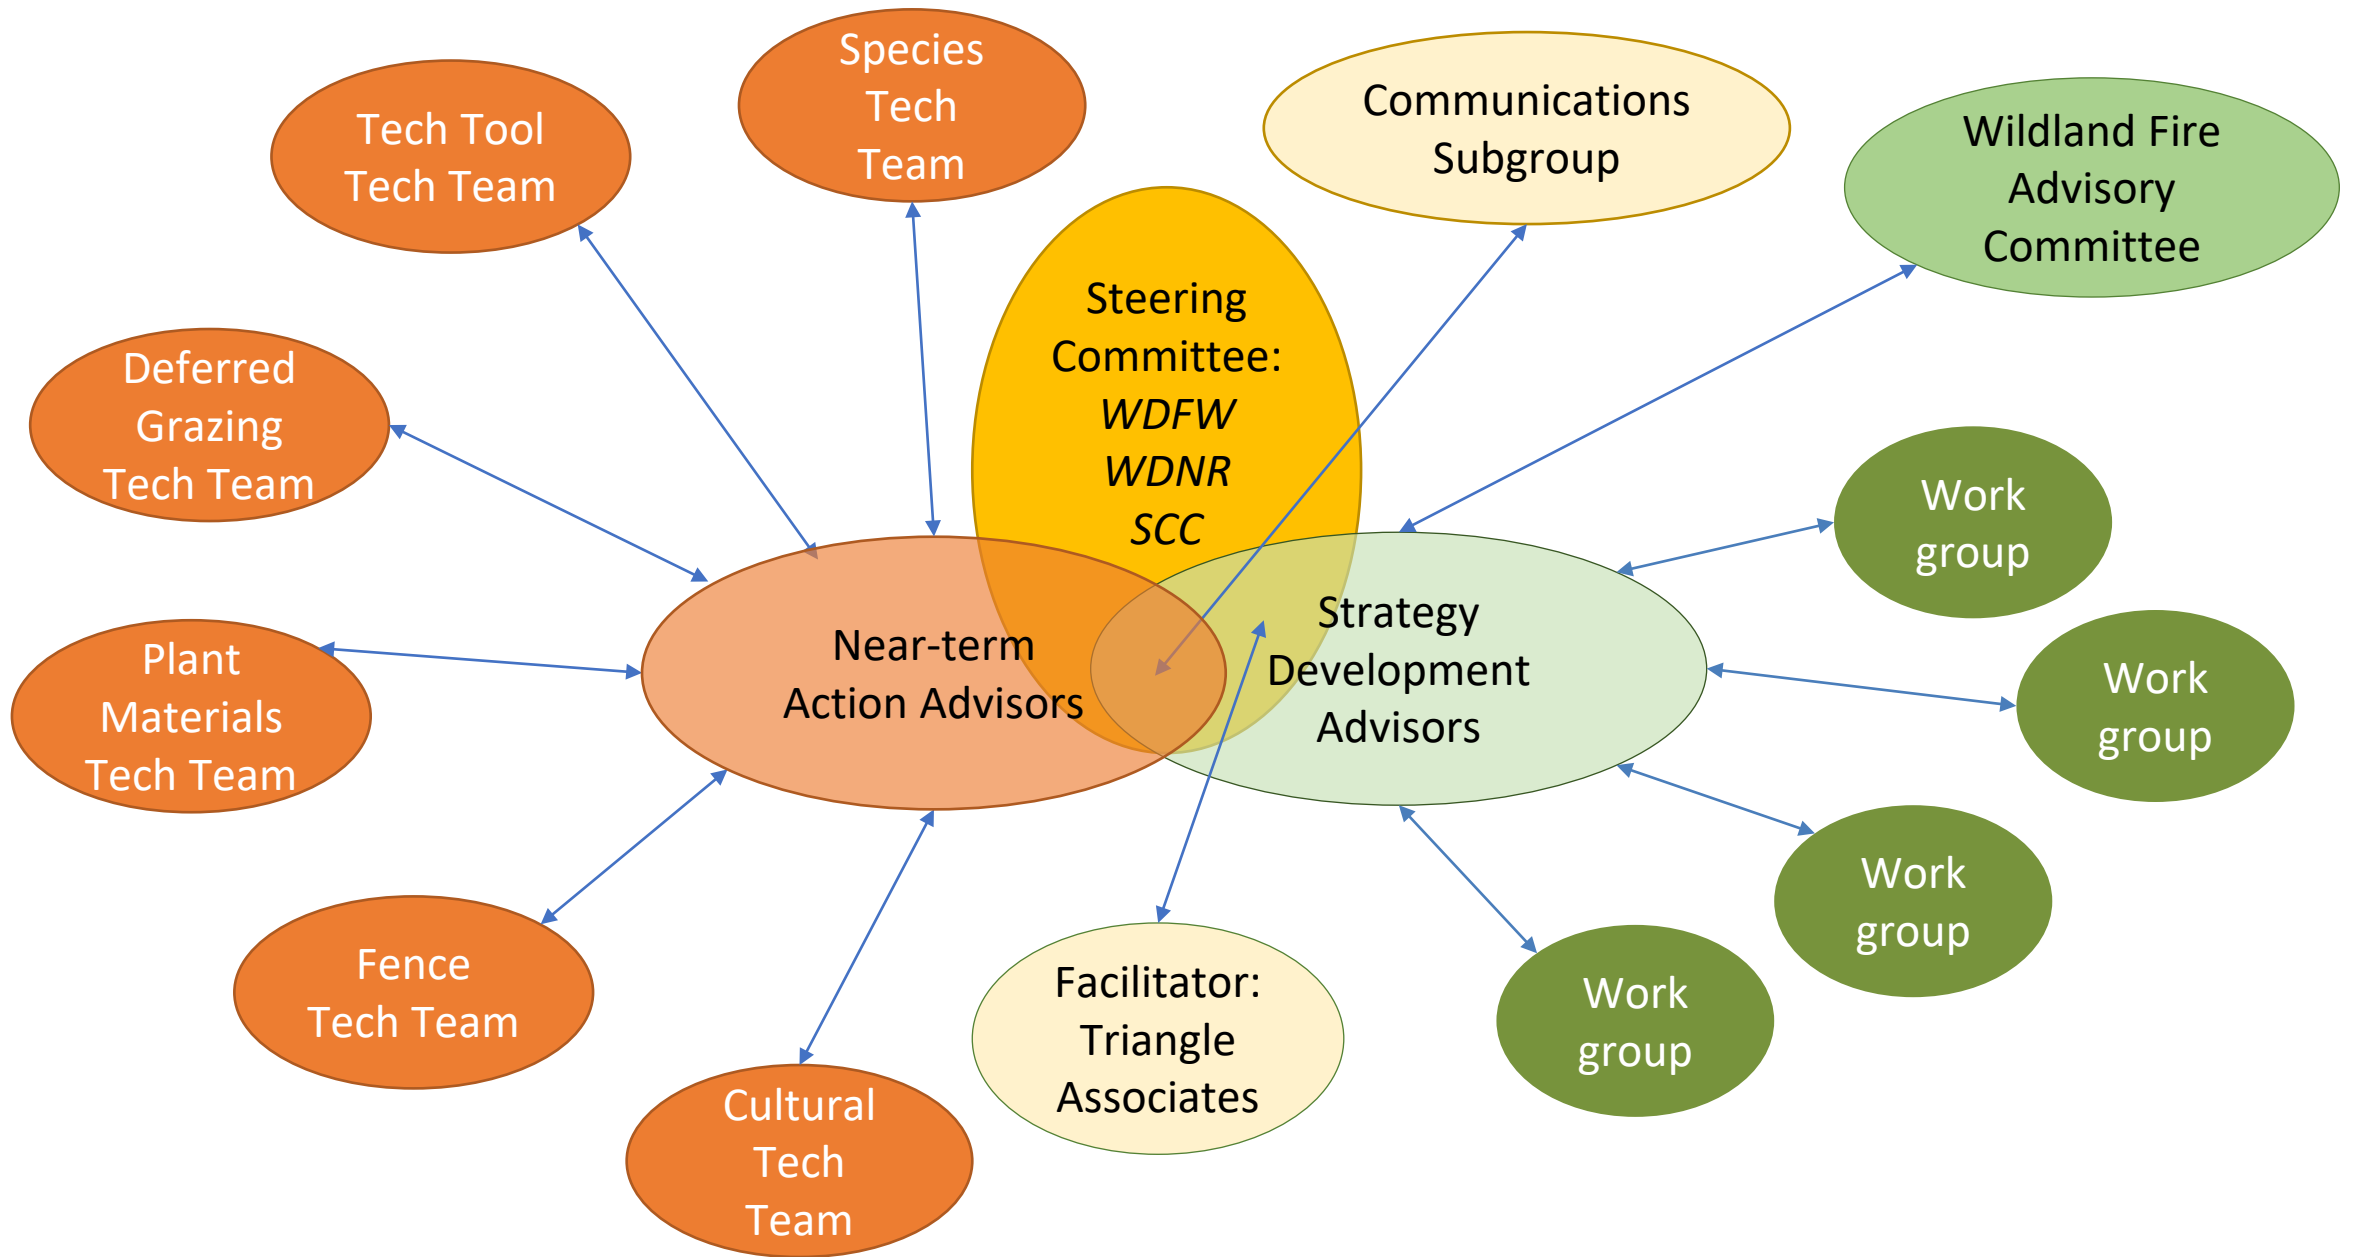 Species
Tech
Team
Tech Tool
Tech Team
Communications
Subgroup
Wildland Fire
Advisory
Committee
Deferred
Grazing
Tech Team
Steering
Committee:
WDFW
WDNR
SCC
Work
group
Plant
Materials
Tech Team
Near-term
Action Advisors
Strategy
Development
Advisors
Work
group
Fence
Tech Team
Work
group
Cultural
Tech
Team
Facilitator:
Triangle
Associates
Work
group